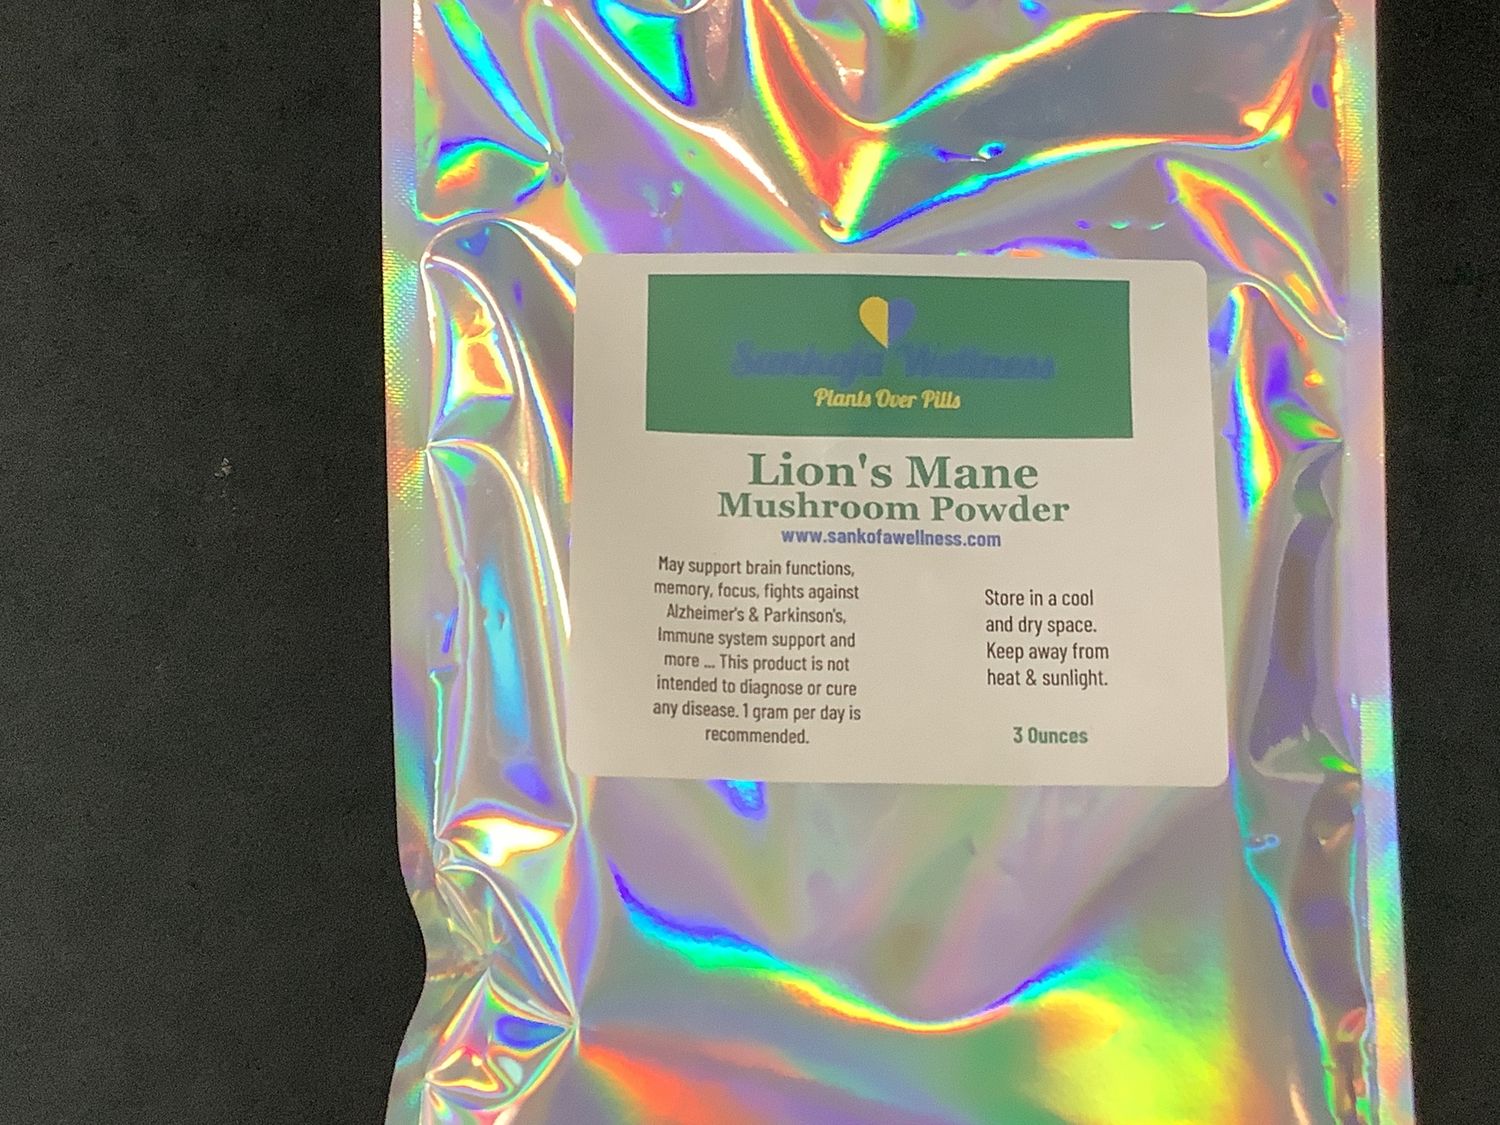 Sankofa Wellness
Plants Over Pills
Lion's Mane
Mushroom Powder
www.sankofawellness.com
May support brain functions,
memory, focus, fights against
Alzheimer's & Parkinson's,
Immune system support and
more ... This product is not
intended to diagnose or cure
any disease. 1 gram per day is
recommended.
Store in a cool
and dry space.
Keep away from
heat & sunlight.
3 Ounces